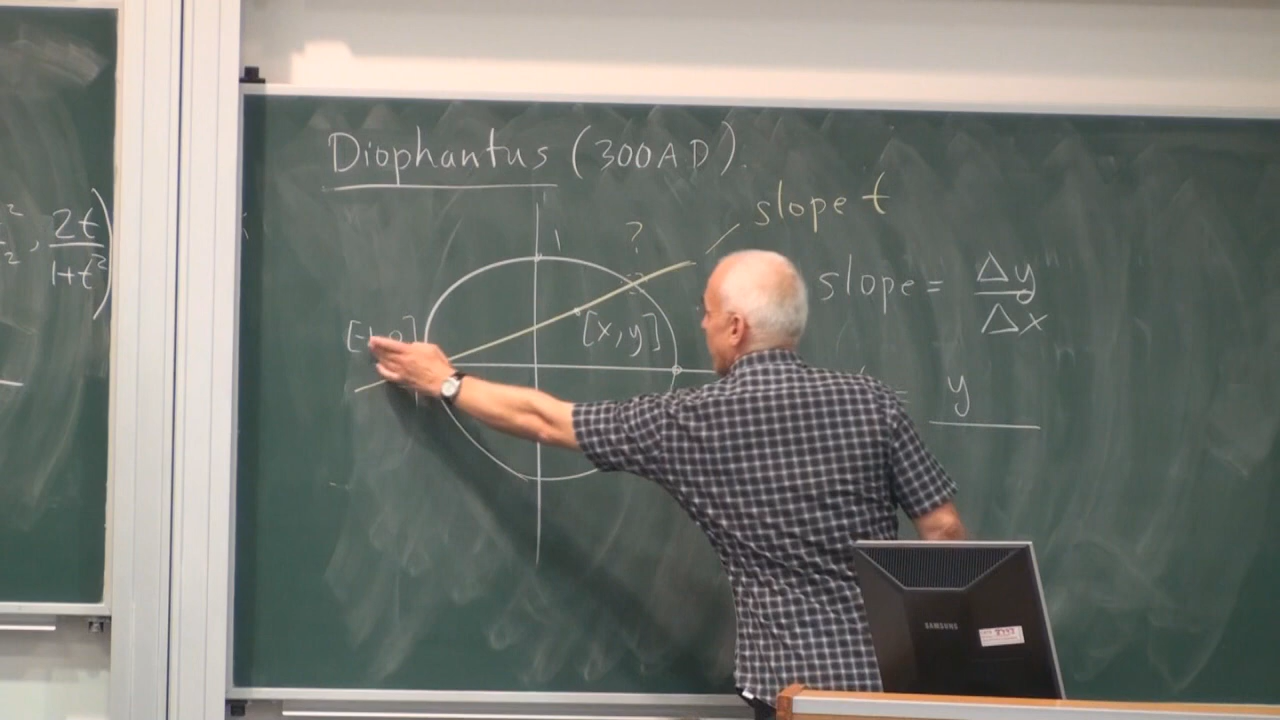 Diophantus (300AD).
slope t
1
?
slope = Δy
Δx
[x,y]
y
2t
1+t²
SAMSUNG